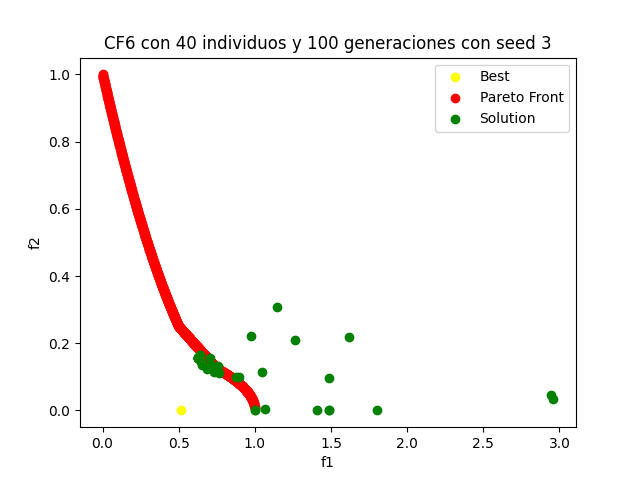 CF6 con 40 individuos y 100 generaciones con seed 3
Best
Pareto Front
Solution
1.0
0.8
0.6
0.4
0.2
0.0
f2
0.0 0.5 1.0 1.5 2.0 2.5 3.0
f1